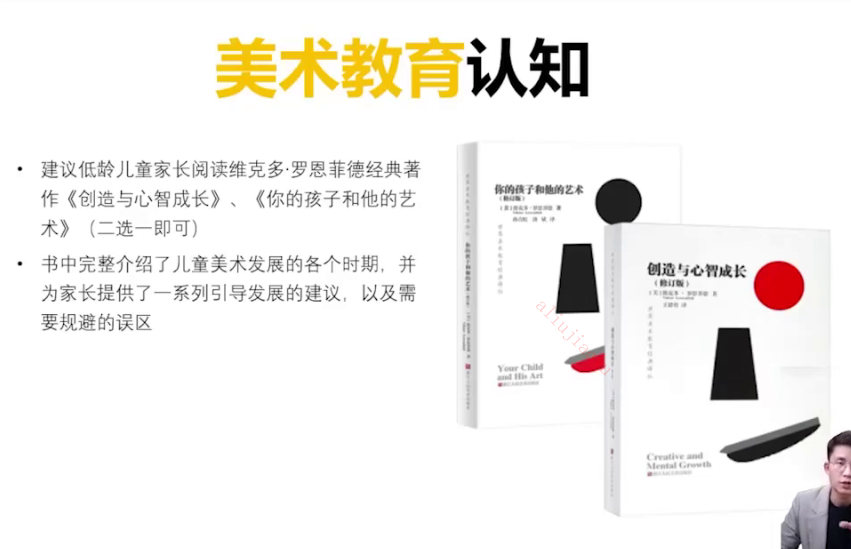 美术教育认知
• 建议低龄儿童家长阅读维克多·罗恩菲德经典著
作《创造与心智成长》、《你的孩子和他的艺
术》（二选一即可）
• 书中完整介绍了儿童美术发展的各个时期，并
为家长提供了一系列引导发展的建议，以及需
要规避的误区
你的孩子和他的艺术
（修订版）
Your Child
and His Art
创造与心智成长
（修订版）
Creative and
Mental Growth